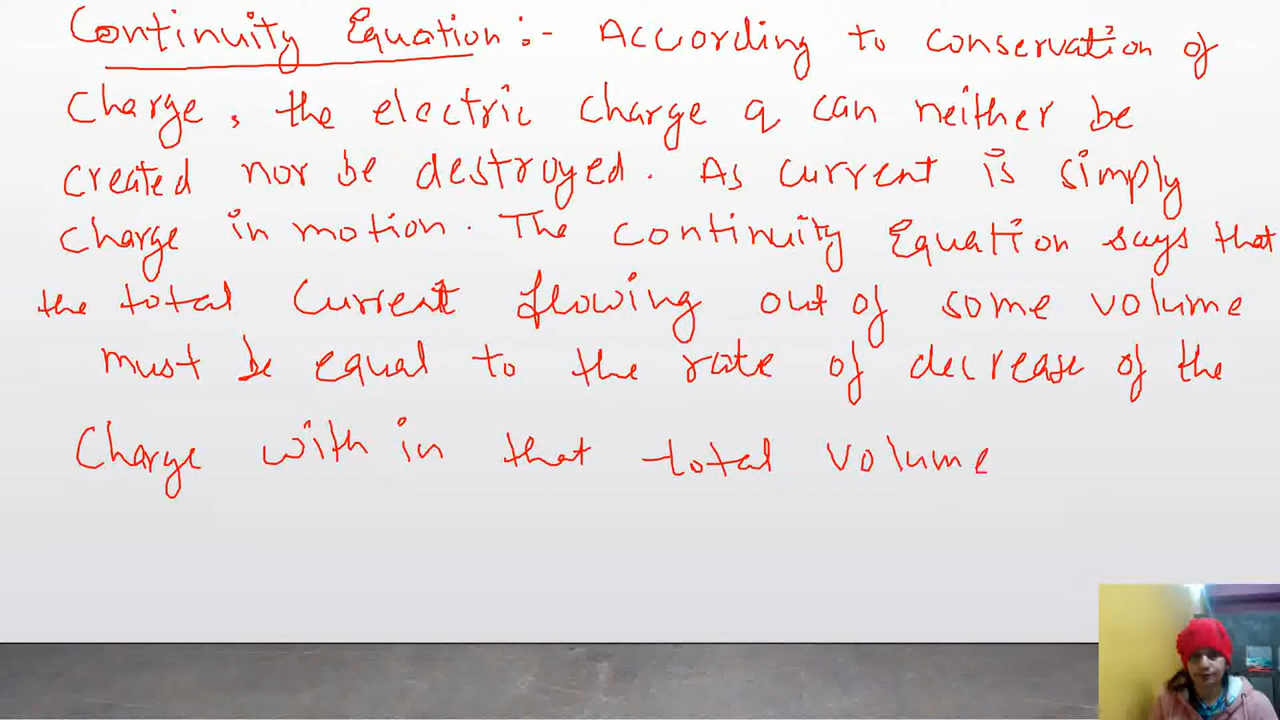 Continuity Equation :- According to conservation of
Charge, the electric charge q can neither be
created nor be destroyed. As current is simply
charge in motion. The continuity Equation says that
the total Current flowing out of some volume
must be equal to the rate of decrease of the
Charge with in that total volume